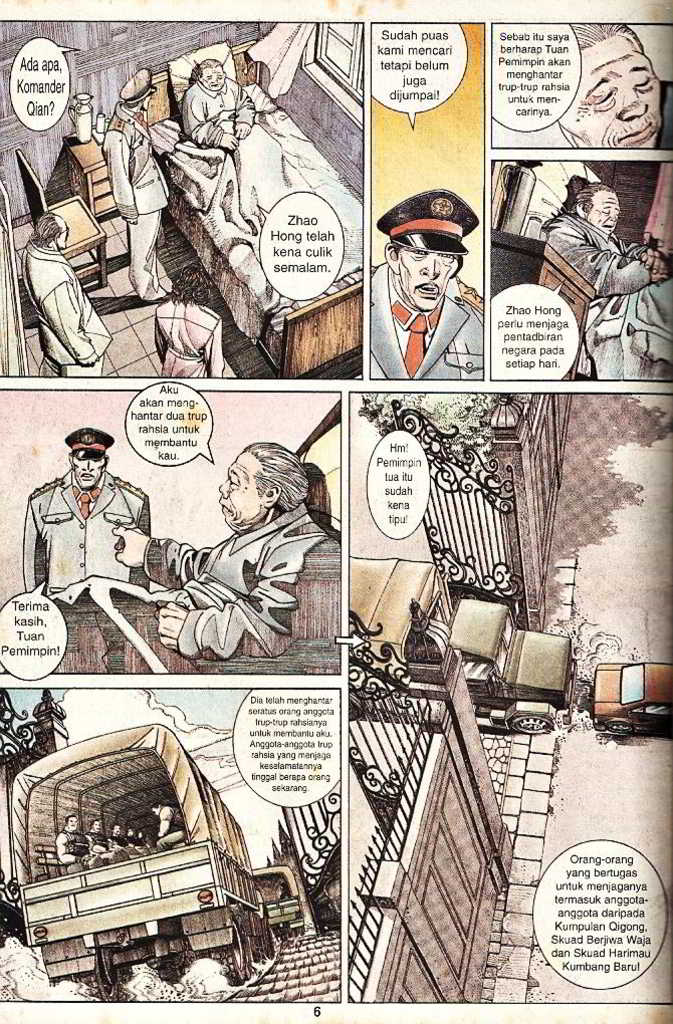 Ada apa,
Komander
Qian?
Zhao
Hong telah
kena culik
semalam.
Sudah puas
kami mencari
tetapi belum
juga
dijumpai!
Sebab itu saya
berharap Tuan
Pemimpin akan
menghantar
trup-trup rahsia
untuk men-
carinya.
Zhao Hong
perlu menjaga
pentadbiran
negara pada
setiap hari.
Aku
akan meng-
hantar dua trup
rahsia untuk
membantu
kau.
Terima
kasih,
Tuan
Pemimpin!
Hm!
Pemimpin
tua itu
sudah
kena
tipu!
Dia telah menghantar
seratus orang anggota
trup-trup rahsianya
untuk membantu aku.
Anggota-anggota trup
rahsia yang menjaga
keselamatannya
tinggal berapa orang
sekarang.
Orang-orang
yang bertugas
untuk menjaganya
termasuk anggota-
anggota daripada
Kumpulan Qigong,
Skuad Berjiwa Waja
dan Skuad Harimau
Kumbang Baru!
6